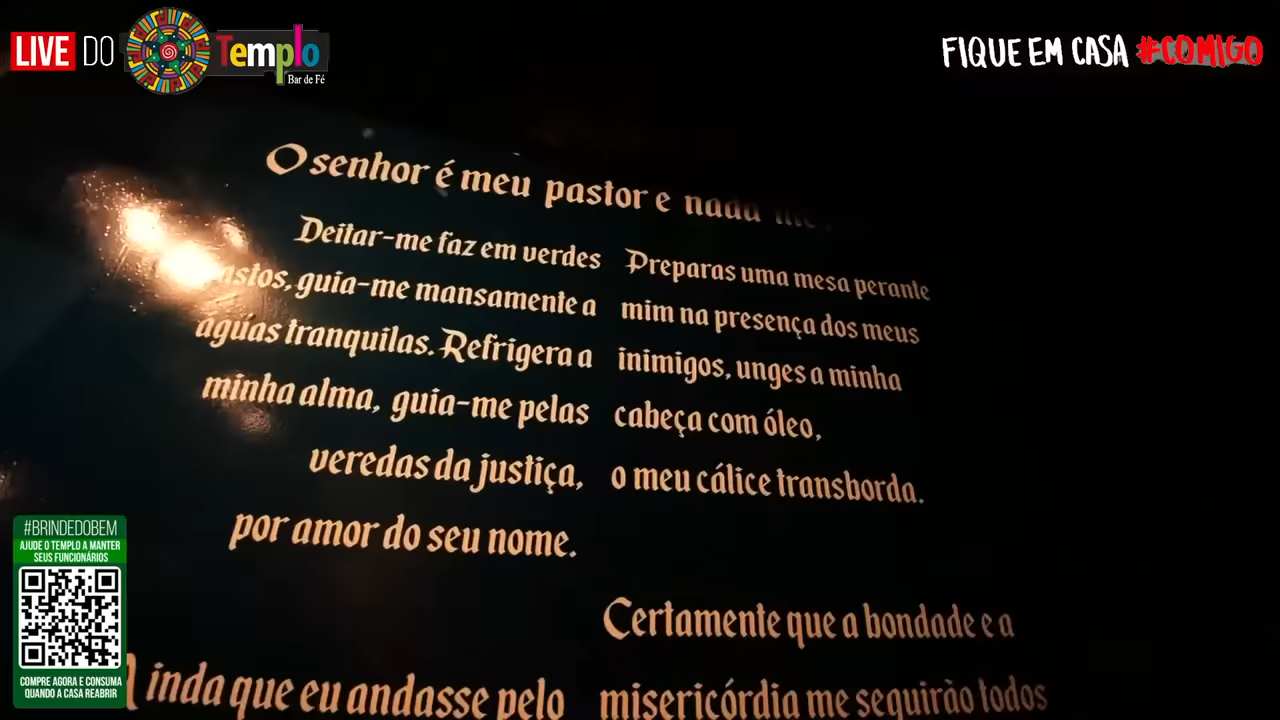 LIVE DO
Templo
Bar de Fé
FIQUE EM CASA #COMIGO
O senhor é meu pastor e nada
Deitar-me faz em verdes
guia-me mansamente a
águas tranquilas. Refrigera a
minha alma, guia-me pelas
veredas da justiça,
por amor do seu nome.
Ainda que eu andasse pelo
Preparas uma mesa perante
mim na presença dos meus
inimigos, unges a minha
cabeça com óleo,
o meu cálice transborda.
Certamente que a bondade e a
misericórdia me seguirão todos
#BRINDEDOBEM
AJUDE O TEMPLO A MANTER
SEUS FUNCIONÁRIOS
COMPRE AGORA E CONSUMA
QUANDO A CASA REABRIR